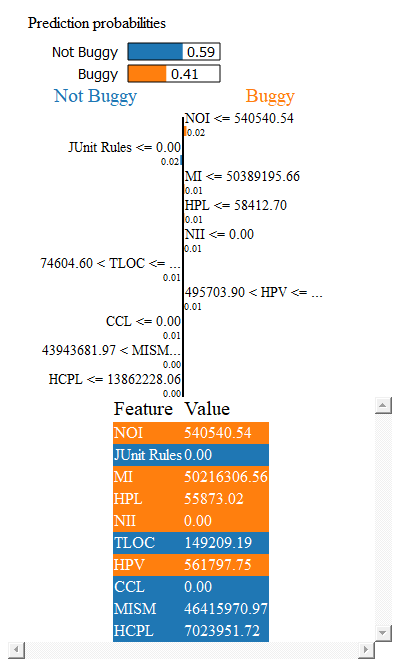 Prediction probabilities
Not Buggy 0.59
Buggy 0.41
Not Buggy Buggy
NOI <= 540540.54
0.02
JUnit Rules <= 0.00
0.02
MI <= 50389195.66
0.01
HPL <= 58412.70
0.01
NII <= 0.00
0.01
74604.60 < TLOC <= ...
0.01
495703.90 < HPV <= ...
0.01
CCL <= 0.00
0.01
43943681.97 < MISM...
0.00
HCPL <= 13862228.06
0.00
Feature Value
NOI 540540.54
JUnit Rules 0.00
MI 50216306.56
HPL 55873.02
NII 0.00
TLOC 149209.19
HPV 561797.75
CCL 0.00
MISM 46415970.97
HCPL 7023951.72